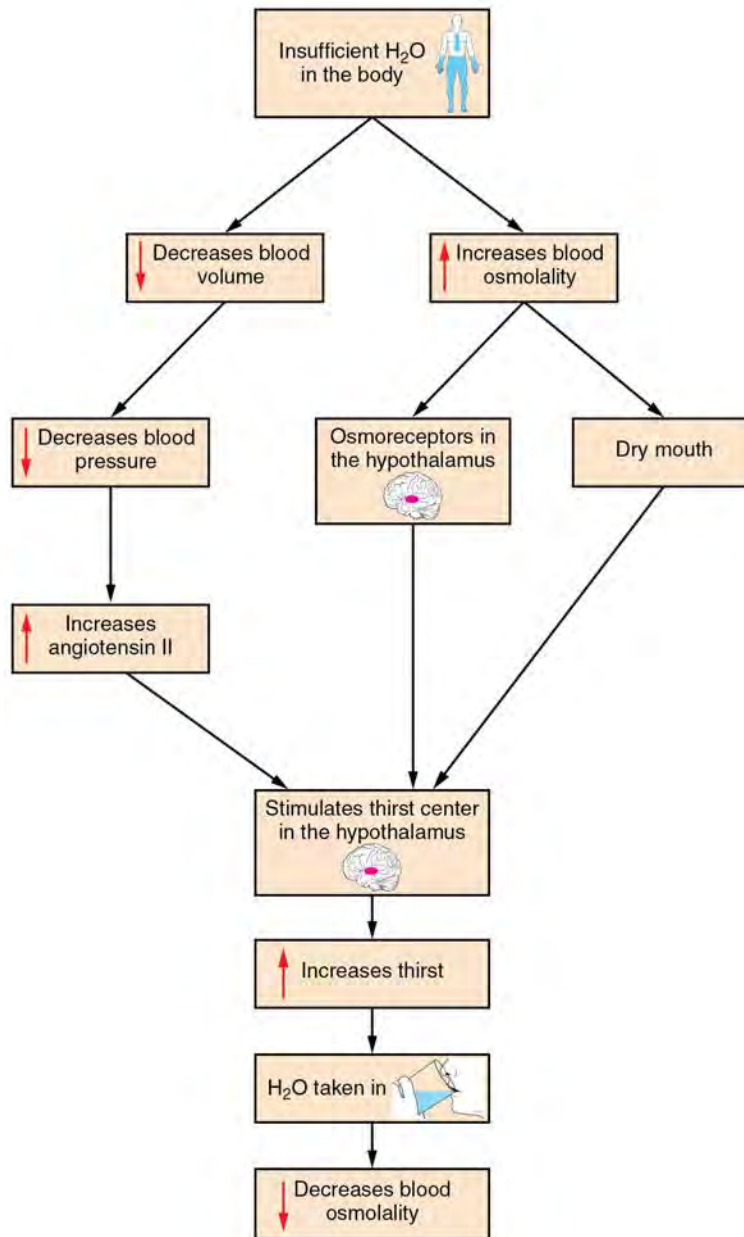 Insufficient H₂O
in the body
Decreases blood
volume
Increases blood
osmolality
Decreases blood
pressure
Osmoreceptors in
the hypothalamus
Dry mouth
Increases
angiotensin II
Stimulates thirst center
in the hypothalamus
Increases thirst
H₂O taken in
Decreases blood
osmolality